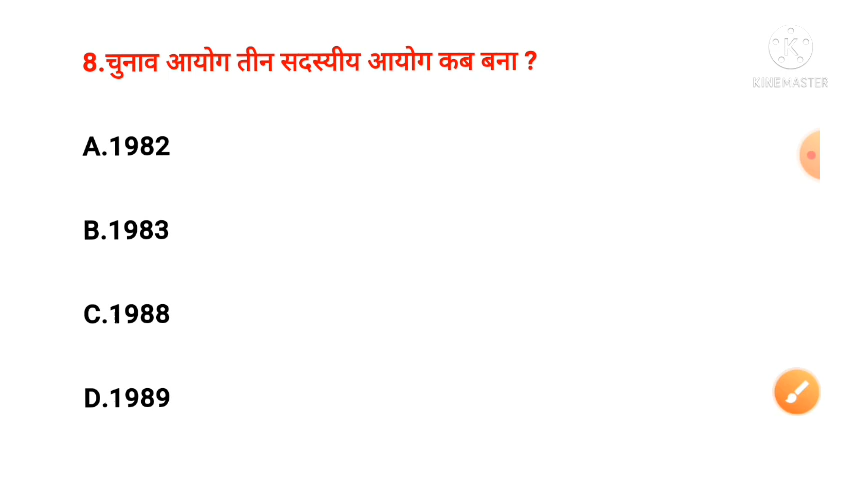 8.चुनाव आयोग तीन सदस्यीय आयोग कब बना ?
KINEMASTER
A.1982
B.1983
C.1988
D.1989